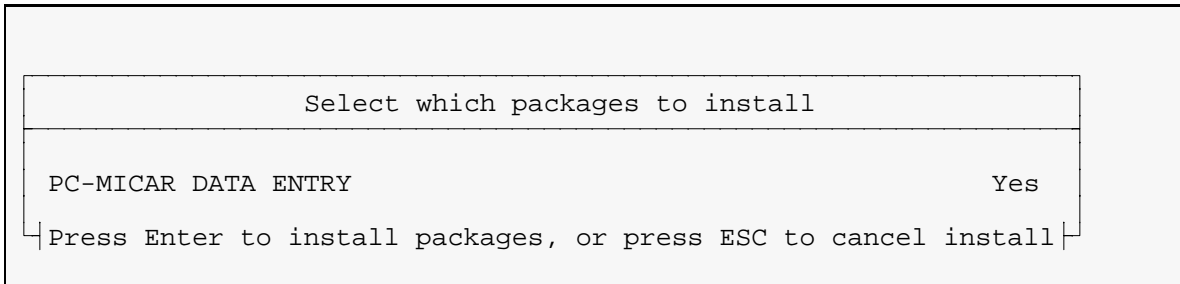 Select which packages to install
PC-MICAR DATA ENTRY Yes
Press Enter to install packages, or press ESC to cancel install